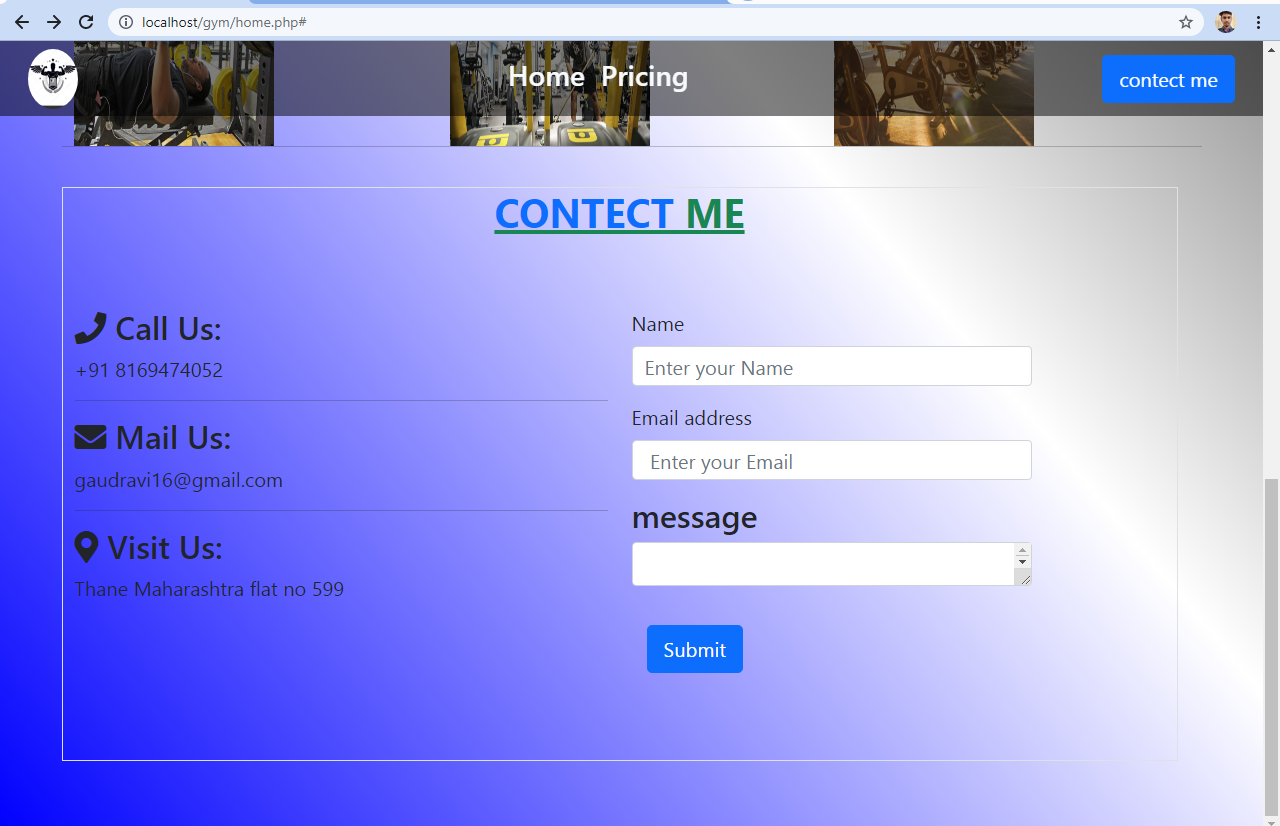 localhost/gym/home.php#
Home Pricing
contect me
CONTECT ME
Call Us:
+91 8169474052
Mail Us:
gaudravi16@gmail.com
Visit Us:
Thane Maharashtra flat no 599
Name
Enter your Name
Email address
Enter your Email
message
Submit